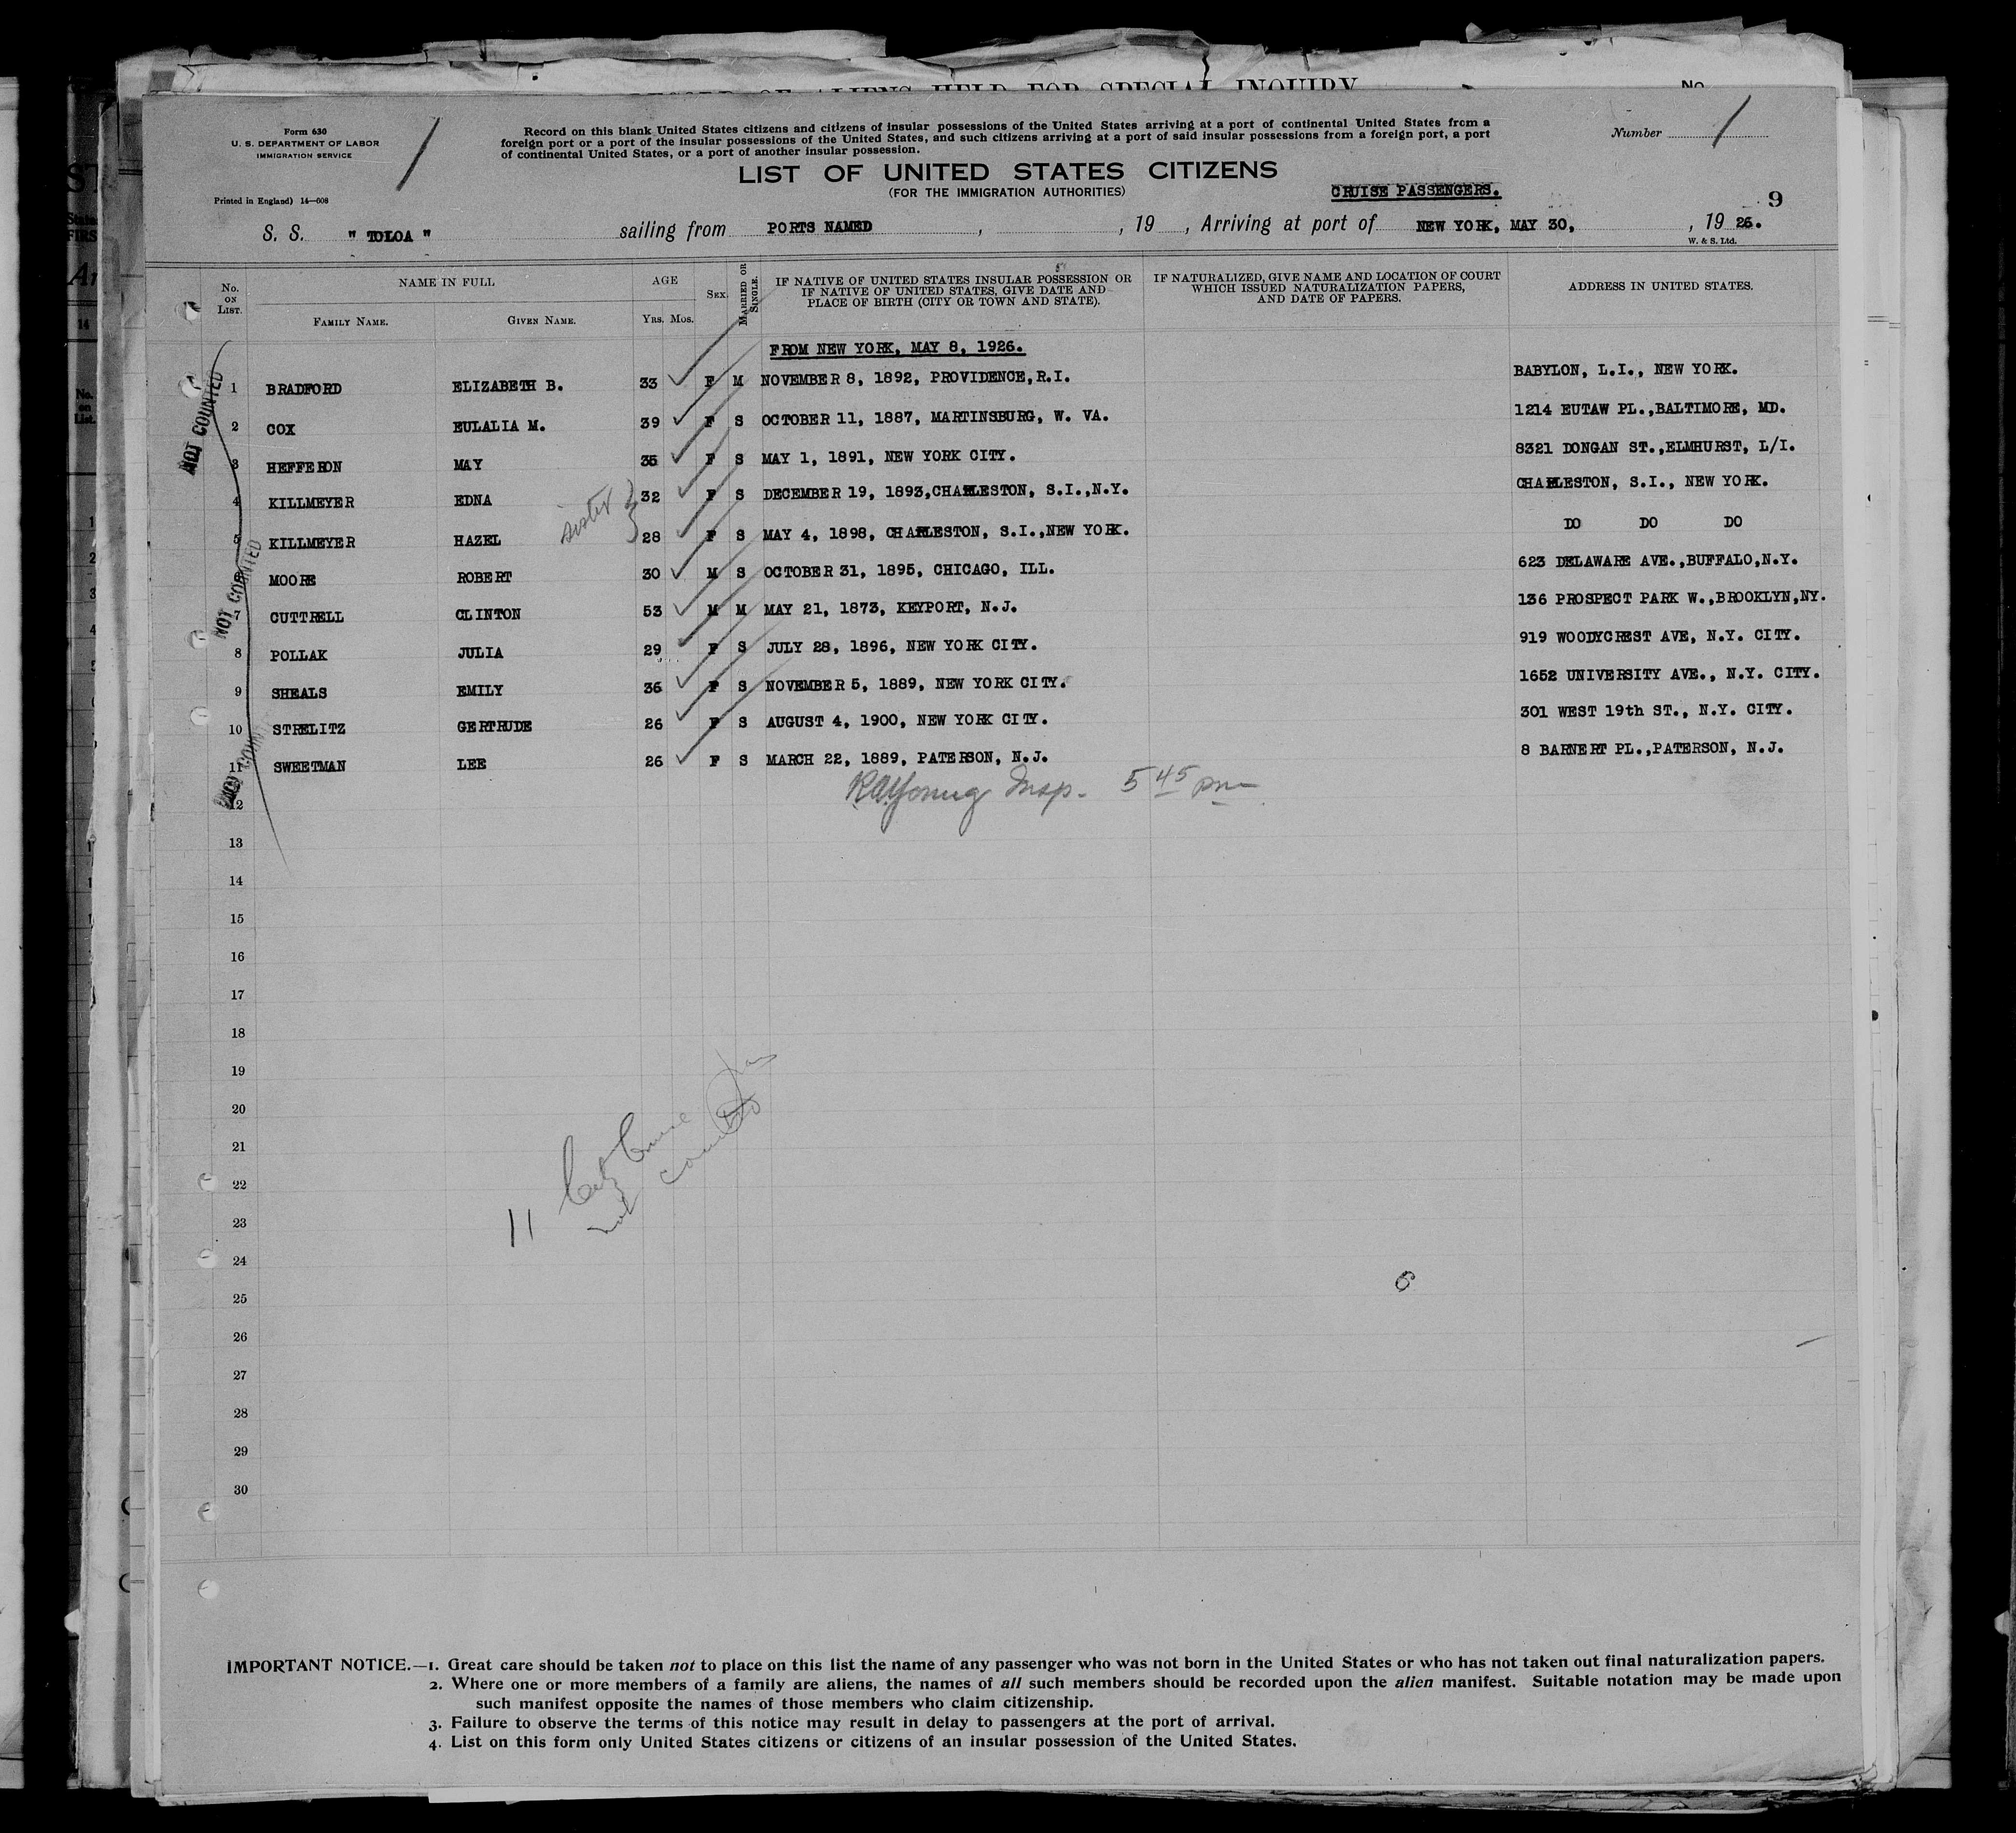 RECORD OF ALIENS HELD FOR SPECIAL INQUIRY No.
Form 630
U. S. DEPARTMENT OF LABOR
IMMIGRATION SERVICE
Printed in England) 14—608
Record on this blank United States citizens and citizens of insular possessions of the United States arriving at a port of continental United States from a
foreign port or a port of the insular possessions of the United States, and such citizens arriving at a port of said insular possessions from a foreign port, a port
of continental United States, or a port of another insular possession.
Number 1
LIST OF UNITED STATES CITIZENS
(FOR THE IMMIGRATION AUTHORITIES)
CRUISE PASSENGERS.
9
S. S. " TOLOA " sailing from PORTS NAMED , , 19 , Arriving at port of NEW YORK, MAY 30, , 19 26.
W. & S. Ltd.
No. ON LIST. NAME IN FULL FAMILY NAME. GIVEN NAME. AGE YRS. MOS. SEX. MARRIED OR SINGLE. IF NATIVE OF UNITED STATES INSULAR POSSESSION OR IF NATIVE OF UNITED STATES, GIVE DATE AND PLACE OF BIRTH (CITY OR TOWN AND STATE). IF NATURALIZED, GIVE NAME AND LOCATION OF COURT WHICH ISSUED NATURALIZATION PAPERS, AND DATE OF PAPERS. ADDRESS IN UNITED STATES.
FROM NEW YORK, MAY 8, 1926.
1 BRADFORD ELIZABETH B. 33 F M NOVEMBER 8, 1892, PROVIDENCE,R.I. BABYLON, L.I., NEW YORK.
2 COX EULALIA M. 39 F S OCTOBER 11, 1887, MARTINSBURG, W. VA. 1214 EUTAW PL.,BALTIMORE, MD.
3 HEFFERON MAY 35 F S MAY 1, 1891, NEW YORK CITY. 8321 DONGAN ST.,ELMHURST, L/I.
4 KILLMEYER EDNA 32 F S DECEMBER 19, 1893,CHARLESTON, S.I.,N.Y. CHARLESTON, S.I., NEW YORK.
sister
5 KILLMEYER HAZEL 28 F S MAY 4, 1898, CHARLESTON, S.I.,NEW YORK. DO DO DO
6 MOORE ROBERT 30 M S OCTOBER 31, 1895, CHICAGO, ILL. 623 DELAWARE AVE.,BUFFALO,N.Y.
7 CUTTRELL CLINTON 53 M M MAY 21, 1873, KEYPORT, N.J. 136 PROSPECT PARK W.,BROOKLYN,NY.
8 POLLAK JULIA 29 F S JULY 28, 1896, NEW YORK CITY. 919 WOODYCREST AVE, N.Y. CITY.
9 SHEALS EMILY 36 F S NOVEMBER 5, 1889, NEW YORK CITY. 1652 UNIVERSITY AVE., N.Y. CITY.
10 STRELITZ GERTRUDE 26 F S AUGUST 4, 1900, NEW YORK CITY. 301 WEST 19th ST., N.Y. CITY.
11 SWEETMAN LEE 26 F S MARCH 22, 1889, PATERSON, N.J. 8 BARNERT PL.,PATERSON, N.J.
NOT COUNTED
NOT COUNTED
NOT COUNTED
R.A.Young Insp. 5 45 pm
12
13
14
15
16
17
18
19
20
21
22
23
24
25
26
27
28
29
30
11 Citz Cruise
not counted
6
IMPORTANT NOTICE.—1. Great care should be taken not to place on this list the name of any passenger who was not born in the United States or who has not taken out final naturalization papers.
2. Where one or more members of a family are aliens, the names of all such members should be recorded upon the alien manifest. Suitable notation may be made upon
such manifest opposite the names of those members who claim citizenship.
3. Failure to observe the terms of this notice may result in delay to passengers at the port of arrival.
4. List on this form only United States citizens or citizens of an insular possession of the United States.